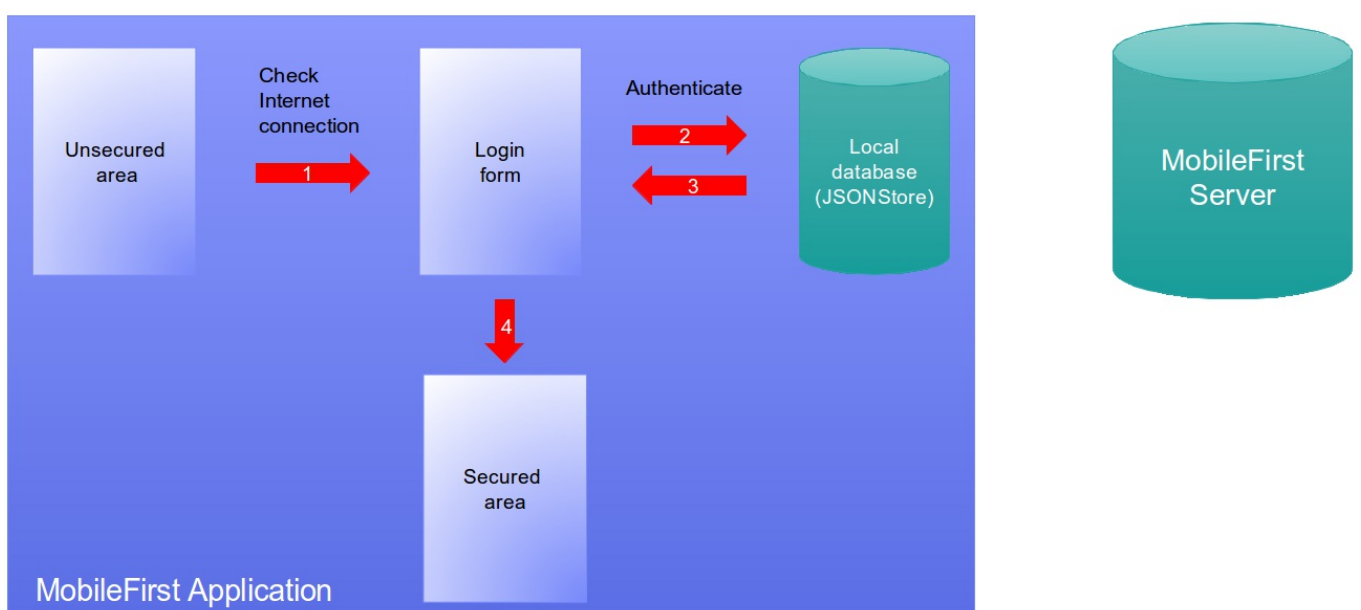 Unsecured
area
Check
Internet
connection
1
Login
form
Authenticate
2
3
Local
database
(JSONStore)
MobileFirst
Server
4
Secured
area
MobileFirst Application